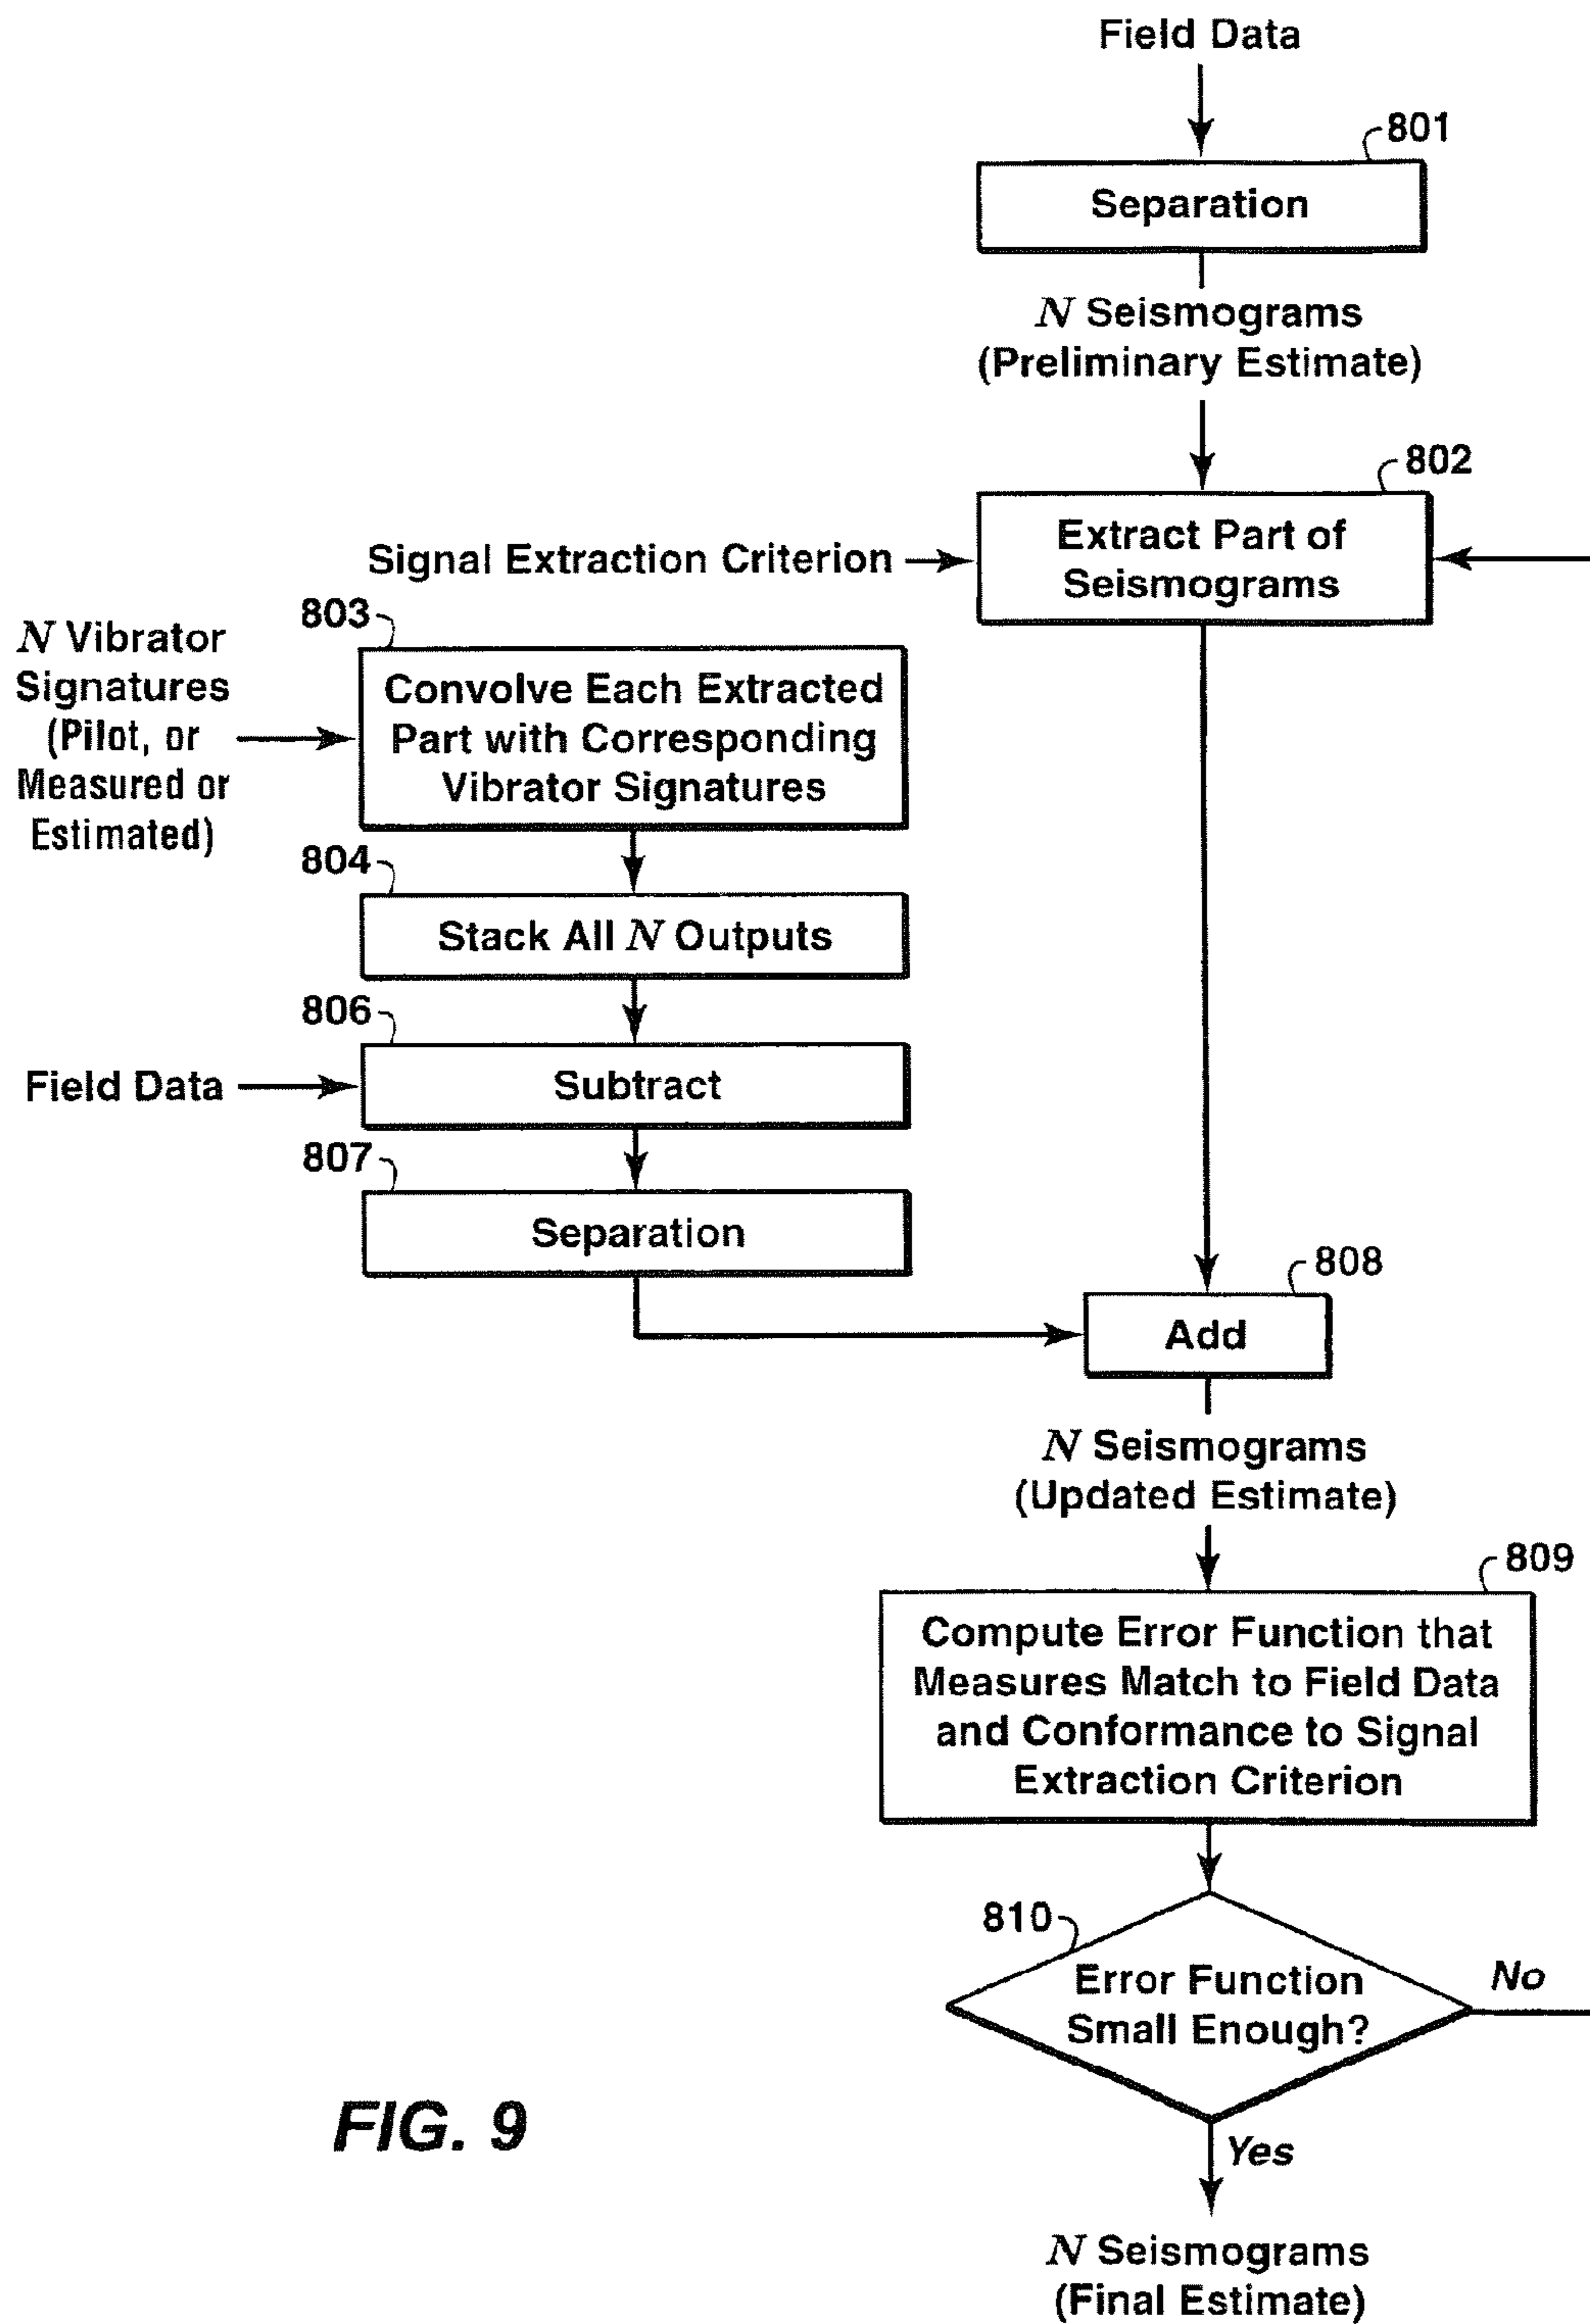 Field Data
801
Separation
N Seismograms
(Preliminary Estimate)
802
Extract Part of
Seismograms
Signal Extraction Criterion
803
N Vibrator
Signatures
(Pilot, or
Measured or
Estimated)
Convolve Each Extracted
Part with Corresponding
Vibrator Signatures
804
Stack All N Outputs
806
Field Data
Subtract
807
Separation
808
Add
N Seismograms
(Updated Estimate)
809
Compute Error Function that
Measures Match to Field Data
and Conformance to Signal
Extraction Criterion
810
Error Function
Small Enough?
No
Yes
N Seismograms
(Final Estimate)
FIG. 9